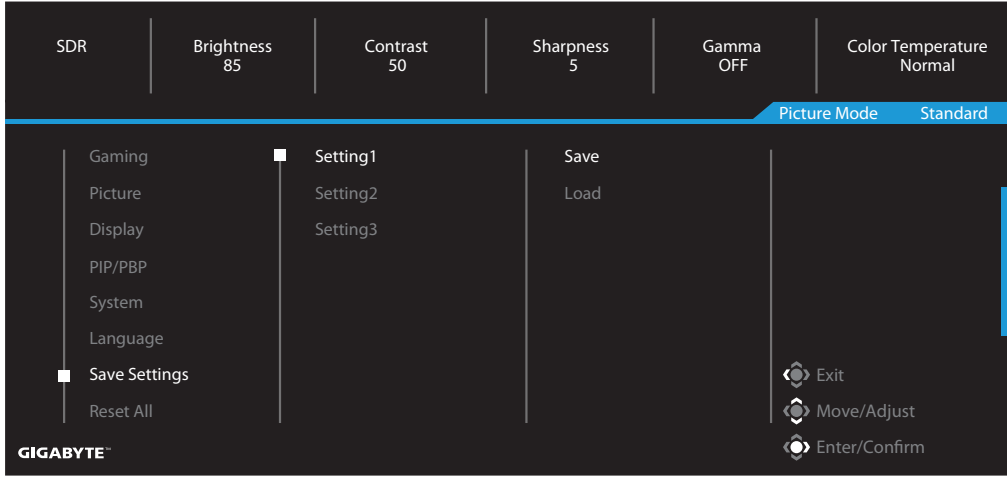 SDR
Brightness
85
Contrast
50
Sharpness
5
Gamma
OFF
Color Temperature
Normal
Picture Mode Standard
Gaming
Picture
Display
PIP/PBP
System
Language
Save Settings
Reset All
Setting1
Setting2
Setting3
Save
Load
Exit
Move/Adjust
Enter/Confirm
GIGABYTE™